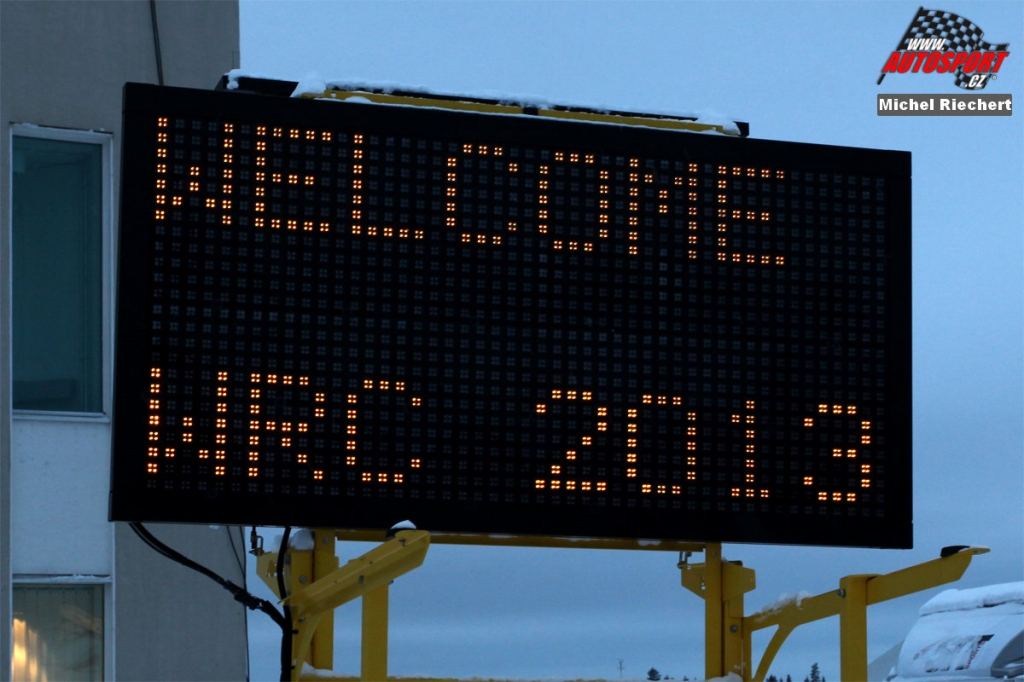 WWW.
AUTOSPORT
.CZ
Michel Riechert
WELCOME
WRC 2013